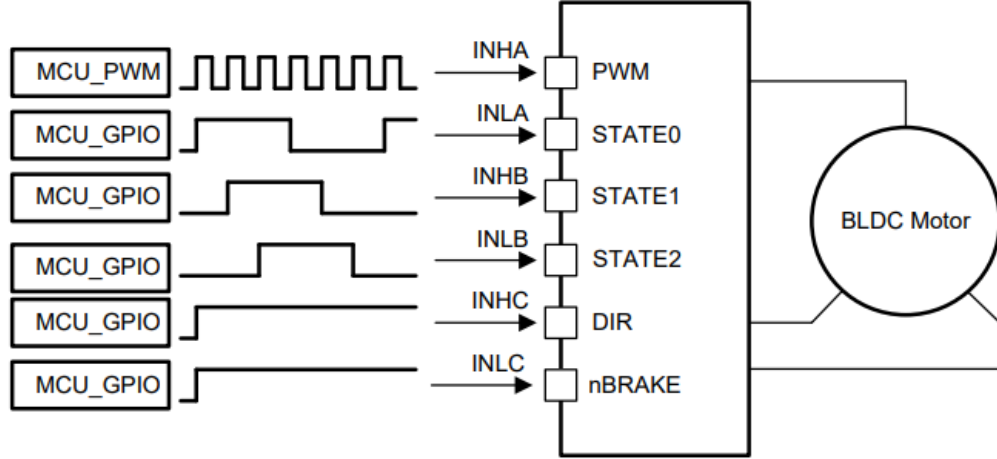 MCU_PWM INHA PWM
MCU_GPIO INLA STATE0
MCU_GPIO INHB STATE1
BLDC Motor
MCU_GPIO INLB STATE2
MCU_GPIO INHC DIR
MCU_GPIO INLC nBRAKE